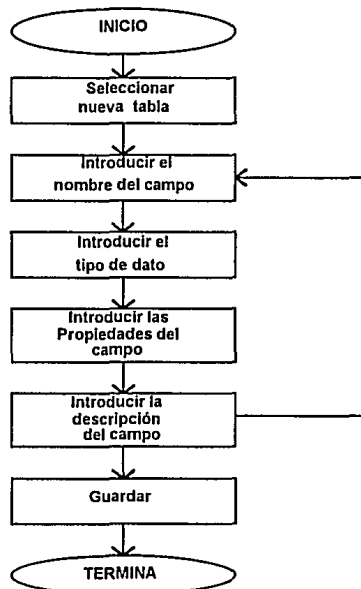 INICIO
Seleccionar
nueva tabla
Introducir el
nombre del campo
Introducir el
tipo de dato
Introducir las
Propiedades del
campo
Introducir la
descripción
del campo
Guardar
TERMINA